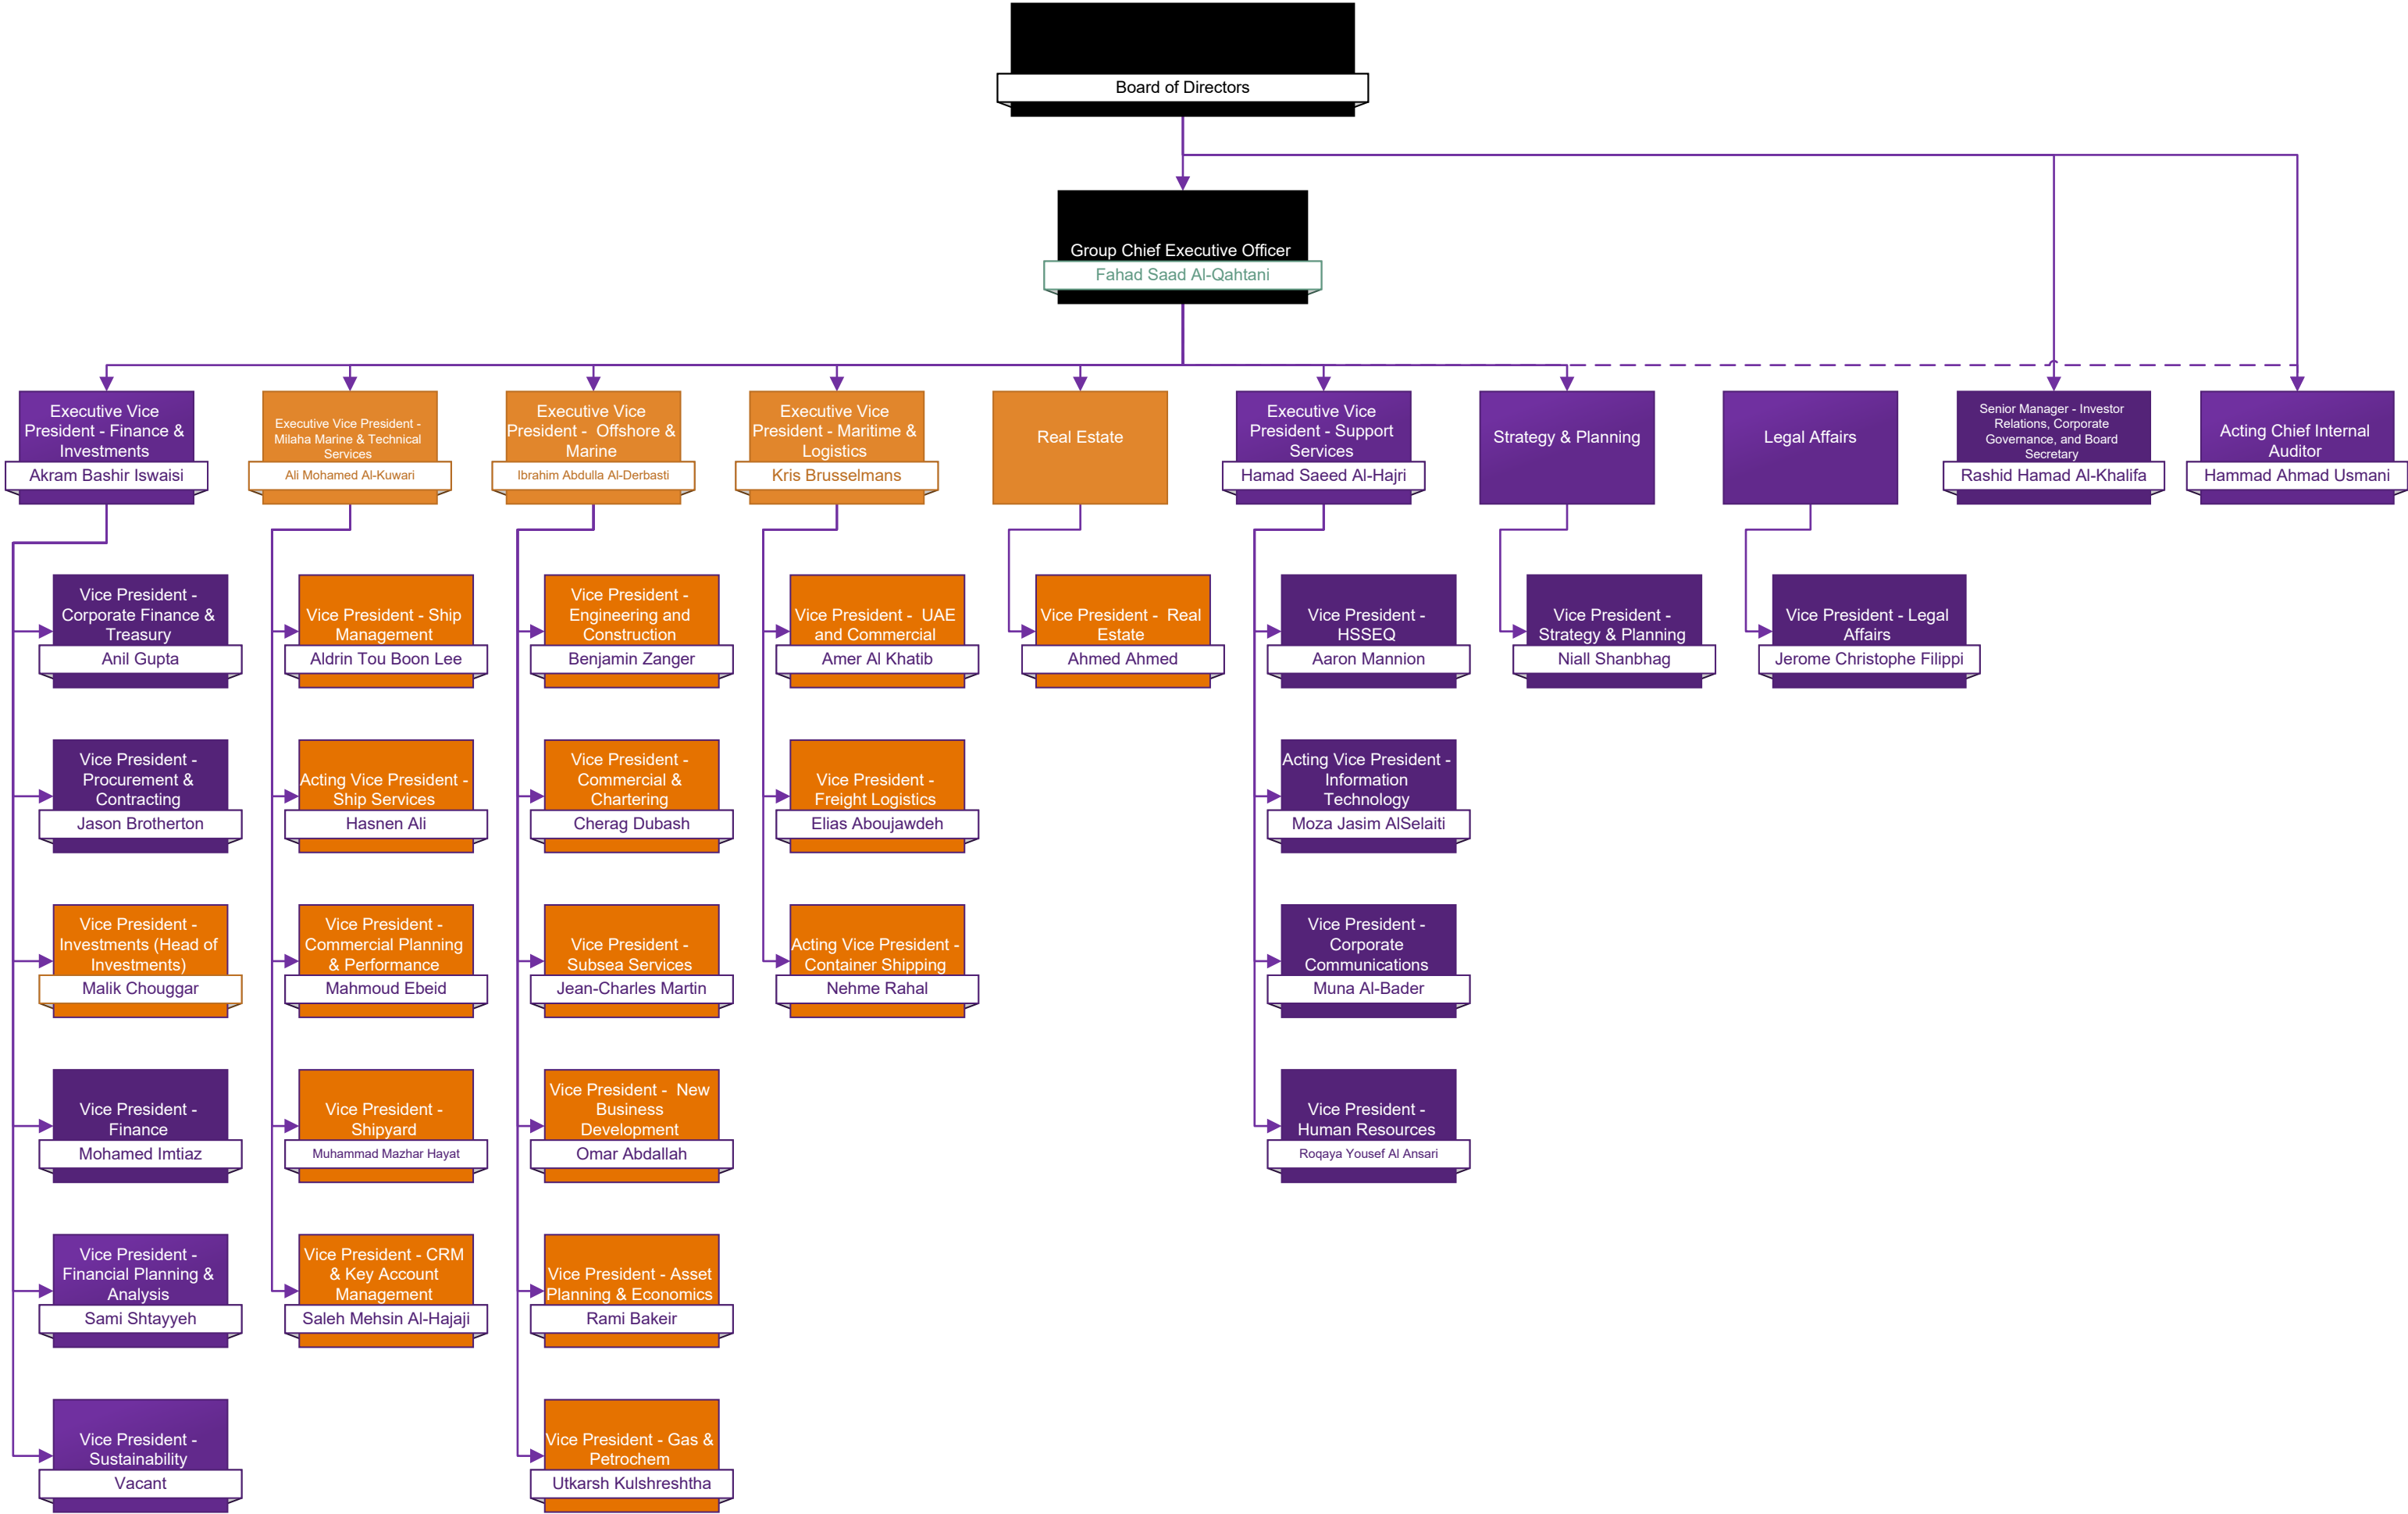 Board of Directors
Group Chief Executive Officer
Fahad Saad Al-Qahtani
Executive Vice
President - Finance &
Investments
Akram Bashir Iswaisi
Executive Vice President -
Milaha Marine & Technical
Services
Ali Mohamed Al-Kuwari
Executive Vice
President - Offshore &
Marine
Ibrahim Abdulla Al-Derbasti
Executive Vice
President - Maritime &
Logistics
Kris Brusselmans
Real Estate
Executive Vice
President - Support
Services
Hamad Saeed Al-Hajri
Strategy & Planning
Legal Affairs
Senior Manager - Investor
Relations, Corporate
Governance, and Board
Secretary
Rashid Hamad Al-Khalifa
Acting Chief Internal
Auditor
Hammad Ahmad Usmani
Vice President -
Corporate Finance &
Treasury
Anil Gupta
Vice President - Ship
Management
Aldrin Tou Boon Lee
Vice President -
Engineering and
Construction
Benjamin Zanger
Vice President - UAE
and Commercial
Amer Al Khatib
Vice President - Real
Estate
Ahmed Ahmed
Vice President -
HSSEQ
Aaron Mannion
Vice President -
Strategy & Planning
Niall Shanbhag
Vice President - Legal
Affairs
Jerome Christophe Filippi
Vice President -
Procurement &
Contracting
Jason Brotherton
Acting Vice President -
Ship Services
Hasnen Ali
Vice President -
Commercial &
Chartering
Cherag Dubash
Vice President -
Freight Logistics
Elias Aboujawdeh
Acting Vice President -
Information
Technology
Moza Jasim AlSelaiti
Vice President -
Investments (Head of
Investments)
Malik Chouggar
Vice President -
Commercial Planning
& Performance
Mahmoud Ebeid
Vice President -
Subsea Services
Jean-Charles Martin
Acting Vice President -
Container Shipping
Nehme Rahal
Vice President -
Corporate
Communications
Muna Al-Bader
Vice President -
Finance
Mohamed Imtiaz
Vice President -
Shipyard
Muhammad Mazhar Hayat
Vice President - New
Business
Development
Omar Abdallah
Vice President -
Human Resources
Roqaya Yousef Al Ansari
Vice President -
Financial Planning &
Analysis
Sami Shtayyeh
Vice President - CRM
& Key Account
Management
Saleh Mehsin Al-Hajaji
Vice President - Asset
Planning & Economics
Rami Bakeir
Vice President -
Sustainability
Vacant
Vice President - Gas &
Petrochem
Utkarsh Kulshreshtha